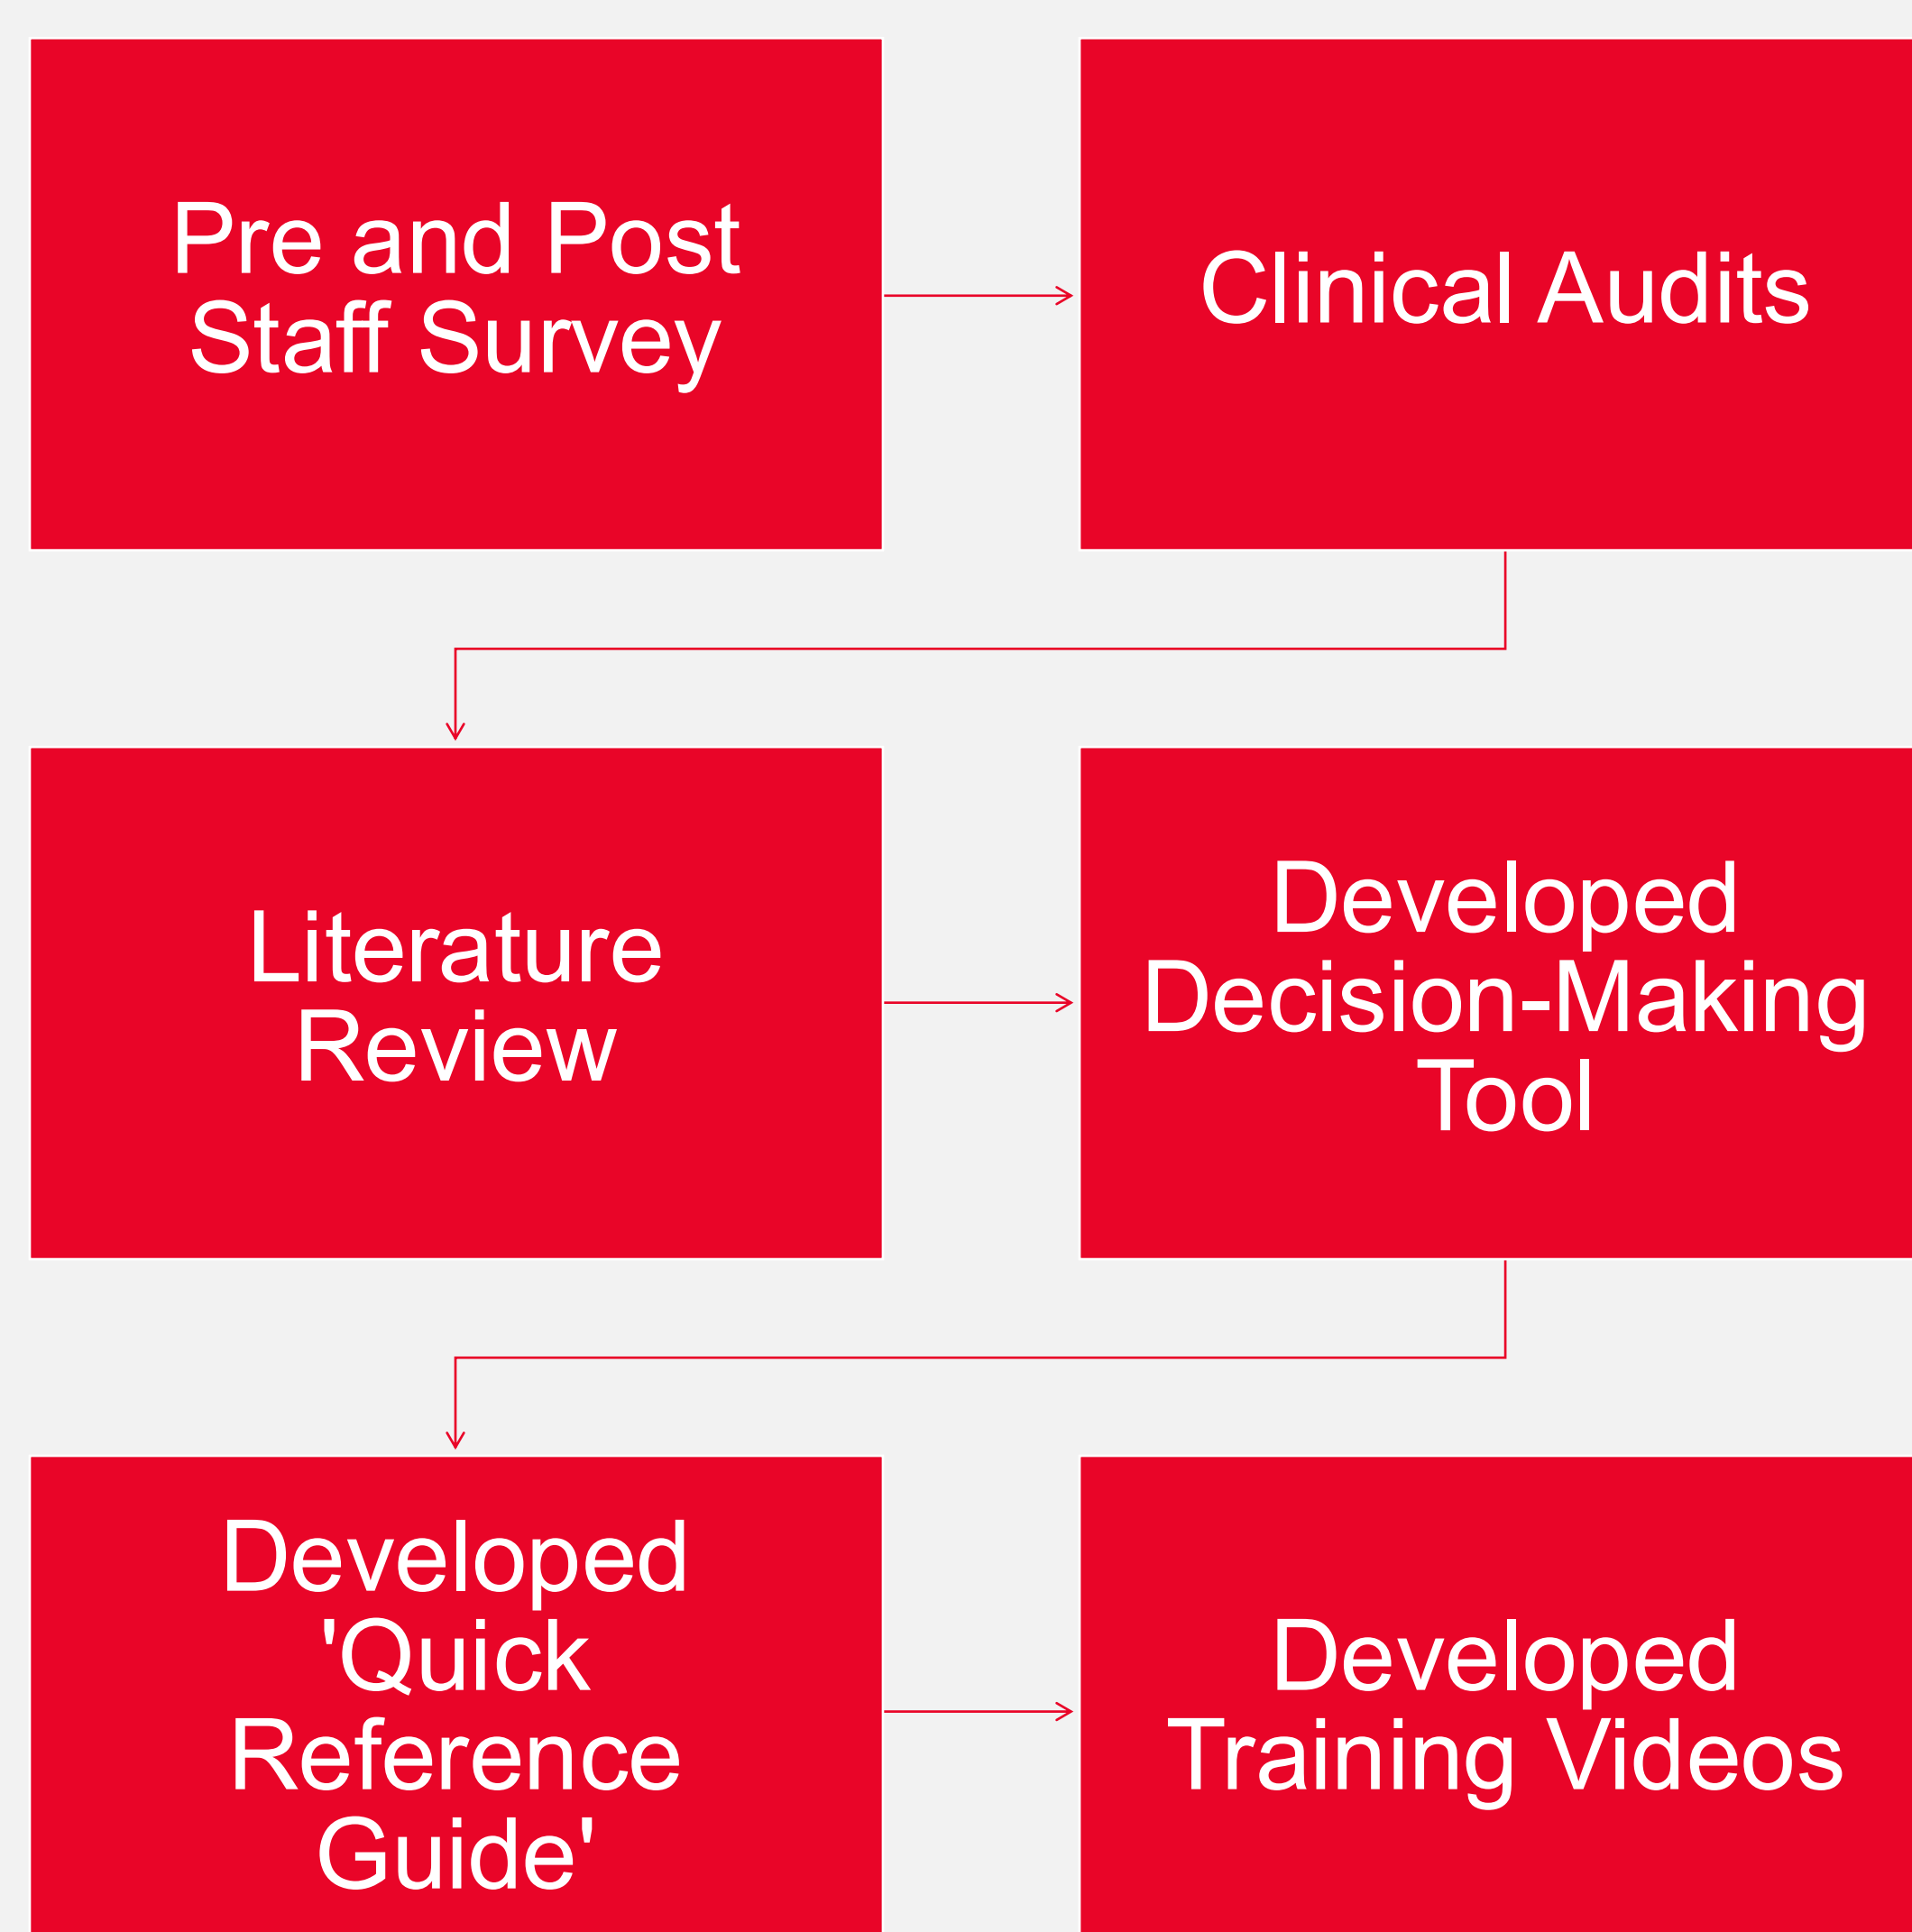 Pre and Post
Staff Survey
Clinical Audits
Literature
Review
Developed
Decision-Making
Tool
Developed
'Quick
Reference
Guide'
Developed
Training Videos